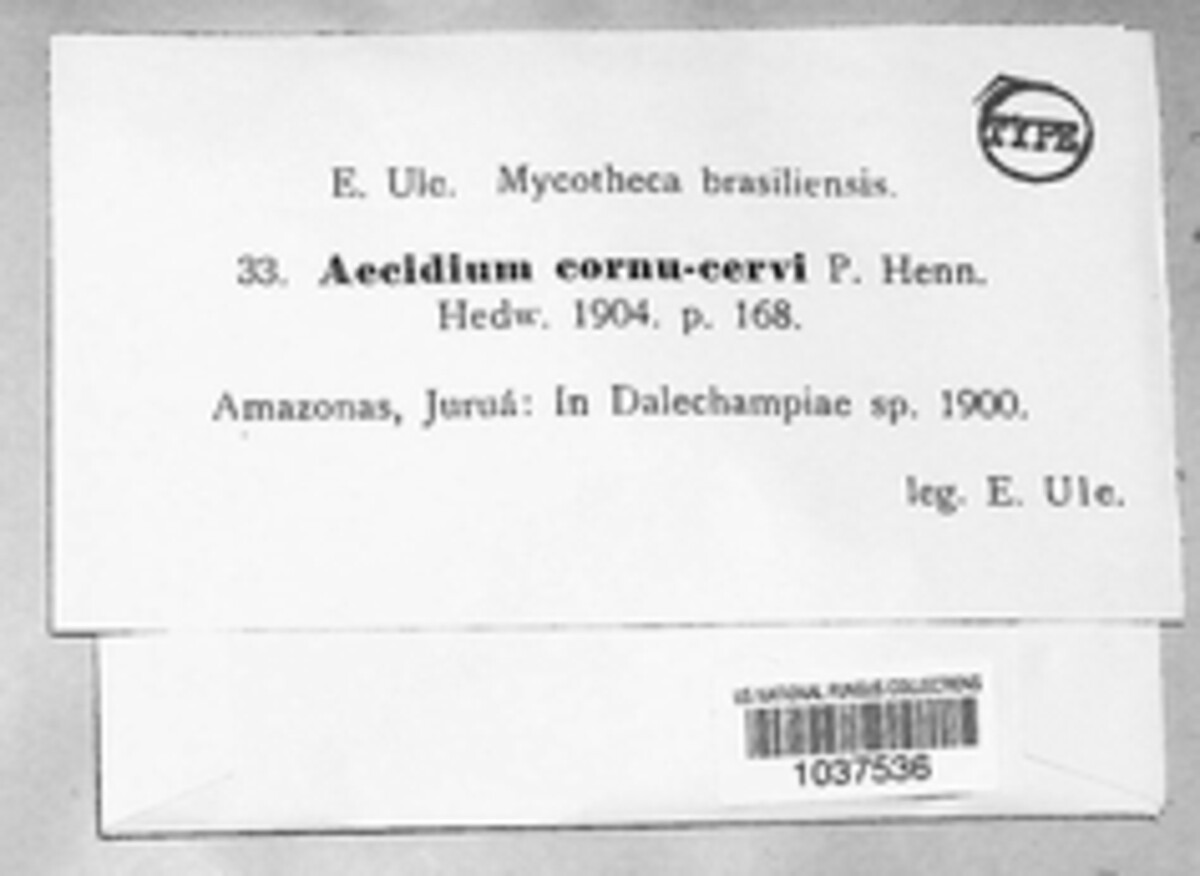 TYPE
E. Ule. Mycotheca brasiliensis.
33. Aecidium cornu-cervi P. Henn.
Hedw. 1904. p. 168.
Amazonas, Juruá: In Dalechampiae sp. 1900.
leg. E. Ule.
US NATIONAL FUNGUS COLLECTIONS
1037536